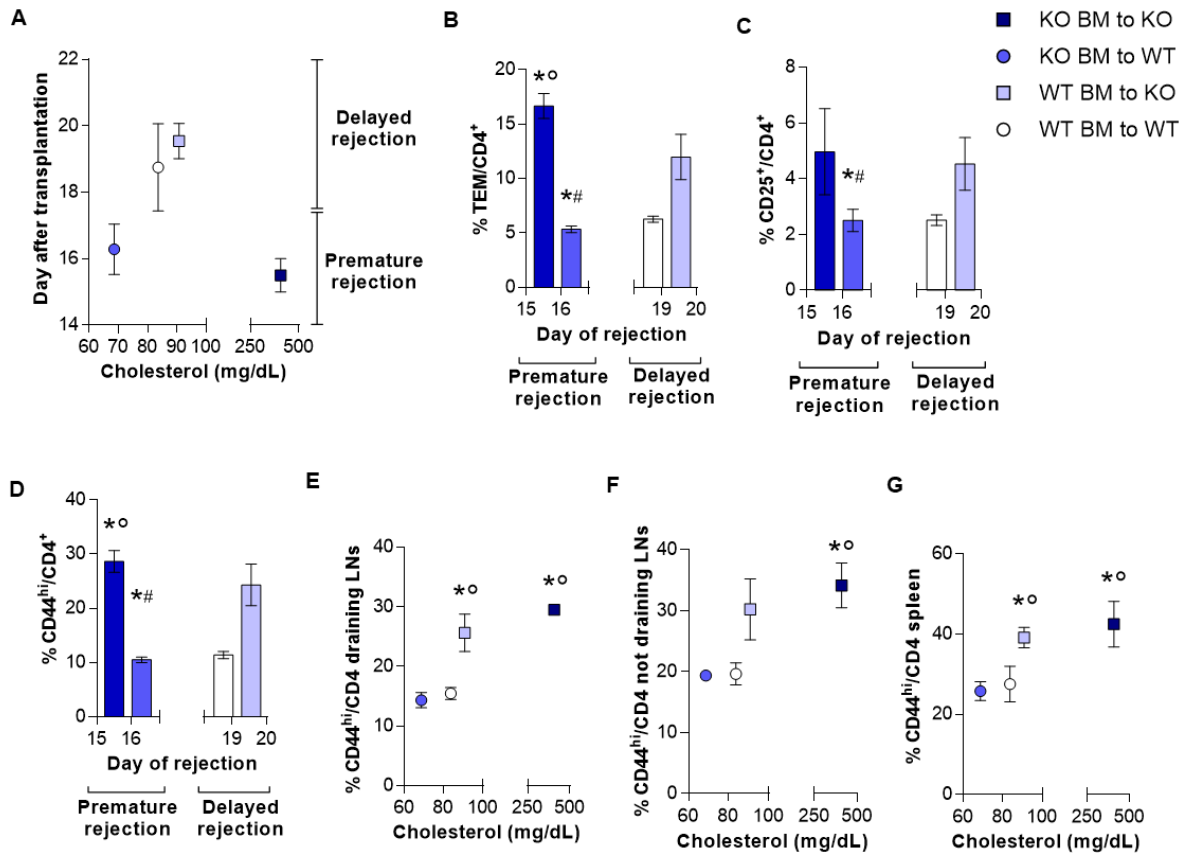 A
Day after transplantation
22
20
18
16
14
60 70 80 90 100 250 500
Cholesterol (mg/dL)
Delayed
rejection
Premature
rejection
B
% TEM/CD4+
20
15
10
5
0
*°
*#
15 16 19 20
Day of rejection
Premature
rejection
Delayed
rejection
C
% CD25+/CD4+
8
6
4
2
0
*#
15 16 19 20
Day of rejection
Premature
rejection
Delayed
rejection
KO BM to KO
KO BM to WT
WT BM to KO
WT BM to WT
D
% CD44hi/CD4+
40
30
20
10
0
*°
*#
15 16 19 20
Day of rejection
Premature
rejection
Delayed
rejection
E
% CD44hi/CD4 draining LNs
40
30
20
10
0
*°
*°
60 80 100 250 500
Cholesterol (mg/dL)
F
% CD44hi/CD4 not draining LNs
40
30
20
10
0
*°
60 80 100 250 500
Cholesterol (mg/dL)
G
% CD44hi/CD4 spleen
60
40
20
0
*°
*°
60 80 100 250 500
Cholesterol (mg/dL)